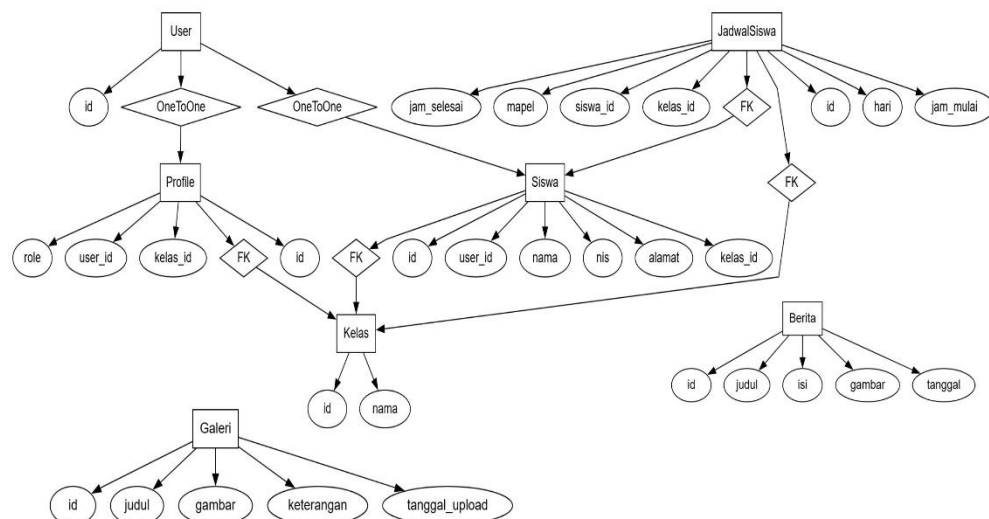 User
JadwalSiswa
id
OneToOne
OneToOne
jam_selesai
mapel
siswa_id
kelas_id
FK
id
hari
jam_mulai
Profile
Siswa
FK
role
user_id
kelas_id
FK
id
FK
id
user_id
nama
nis
alamat
kelas_id
Kelas
Berita
id
nama
id
judul
isi
gambar
tanggal
Galeri
id
judul
gambar
keterangan
tanggal_upload